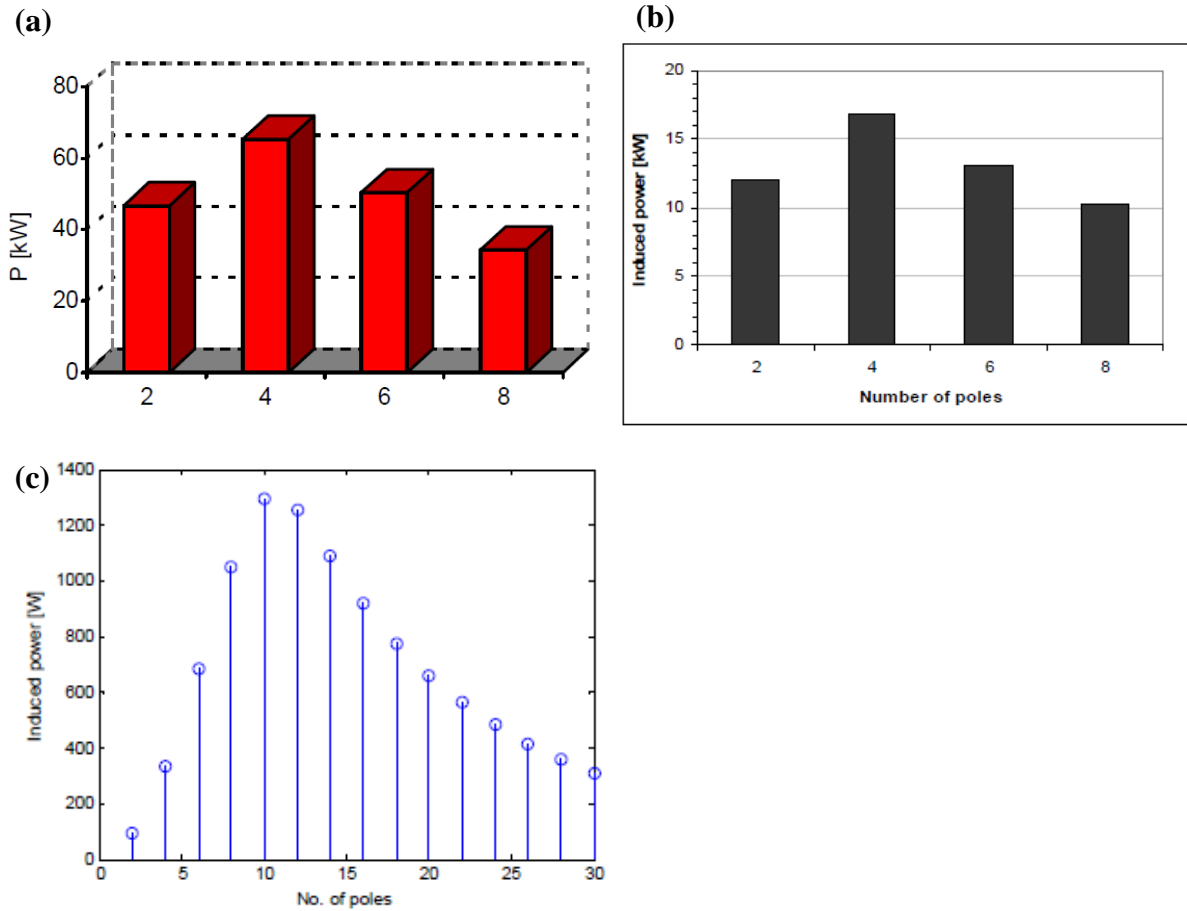 (a)
80
60
40
20
0
P [kW]
2 4 6 8
(b)
20
15
10
5
0
Induced power [kW]
2 4 6 8
Number of poles
(c)
1400
1200
1000
800
600
400
200
0
Induced power [W]
0 5 10 15 20 25 30
No. of poles